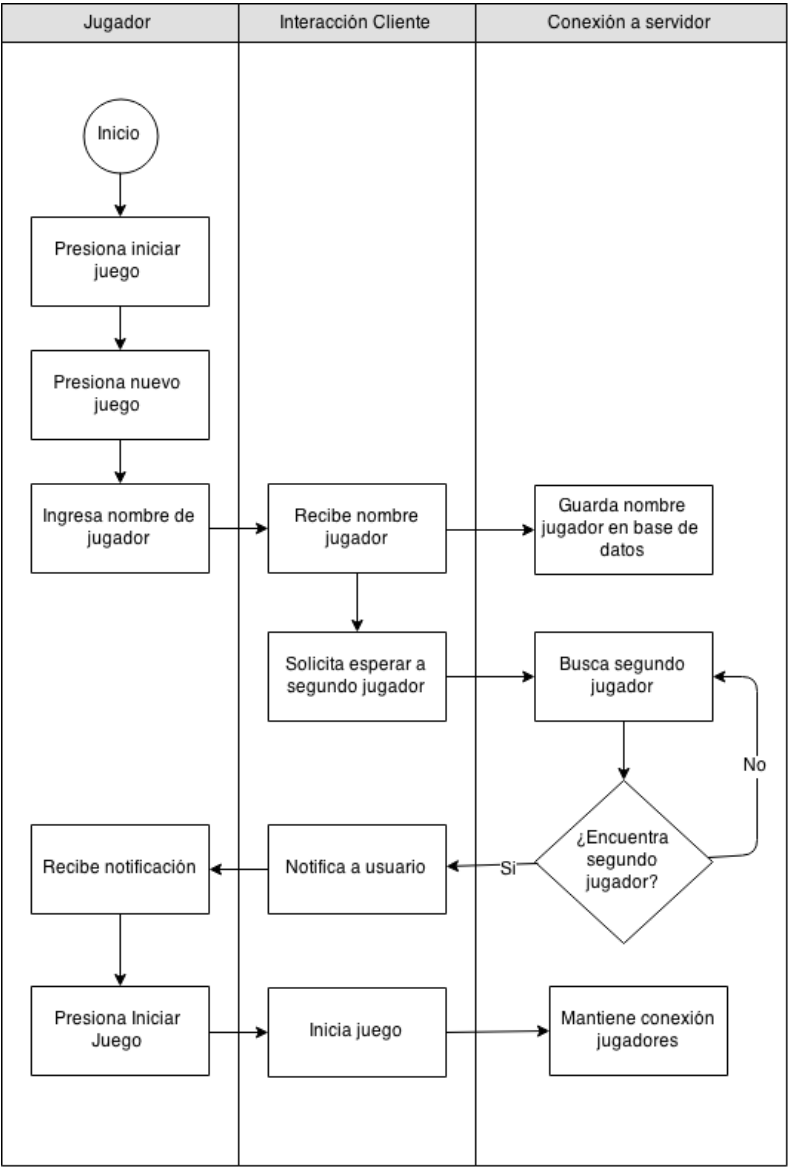 Jugador
Interacción Cliente
Conexión a servidor
Inicio
Presiona iniciar
juego
Presiona nuevo
juego
Ingresa nombre de
jugador
Recibe nombre
jugador
Guarda nombre
jugador en base de
datos
Solicita esperar a
segundo jugador
Busca segundo
jugador
No
¿Encuentra
segundo
jugador?
Si
Notifica a usuario
Recibe notificación
Presiona Iniciar
Juego
Inicia juego
Mantiene conexión
jugadores